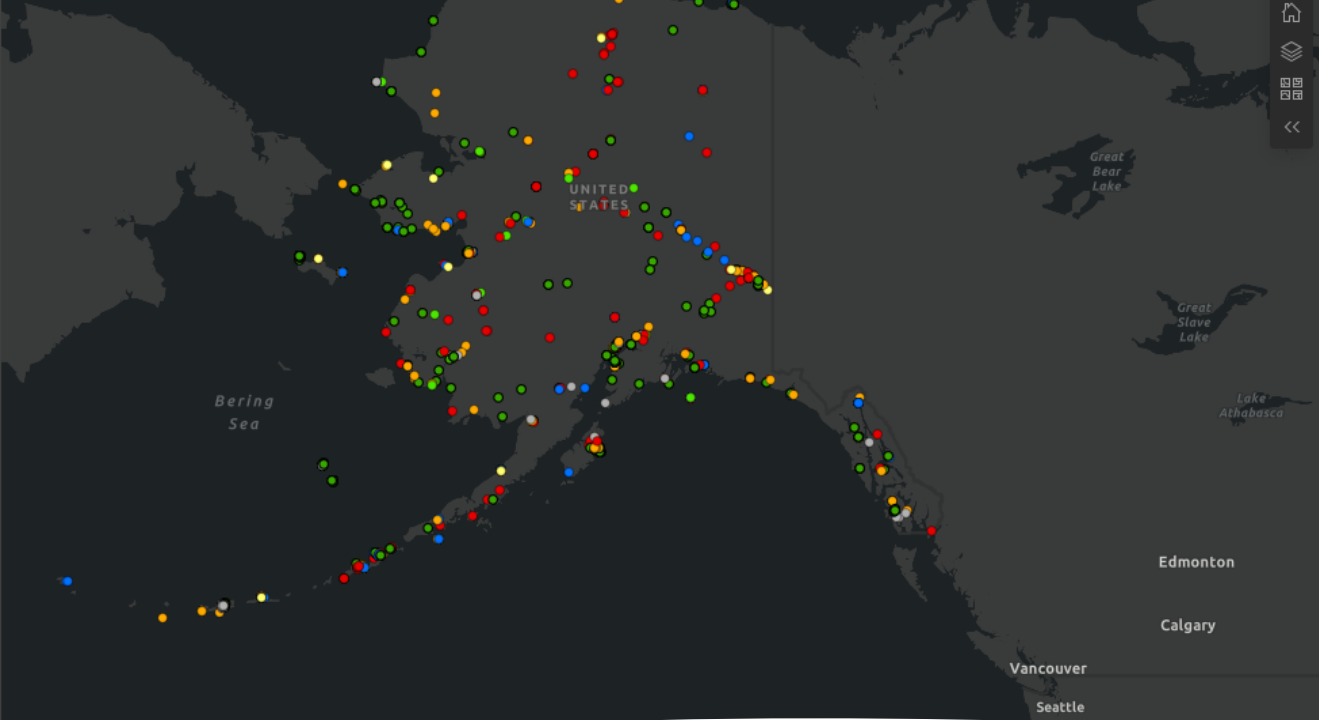 Great
Bear
Lake
UNITED
STATES
Great
Slave
Lake
Bering
Sea
Lake
Athabasca
Edmonton
Calgary
Vancouver
Seattle